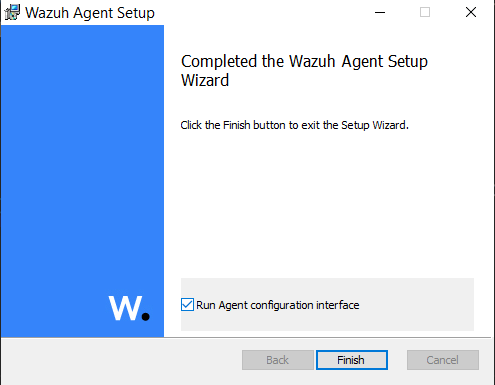 Wazuh Agent Setup
Completed the Wazuh Agent Setup
Wizard
Click the Finish button to exit the Setup Wizard.
W.
Run Agent configuration interface
Back
Finish
Cancel